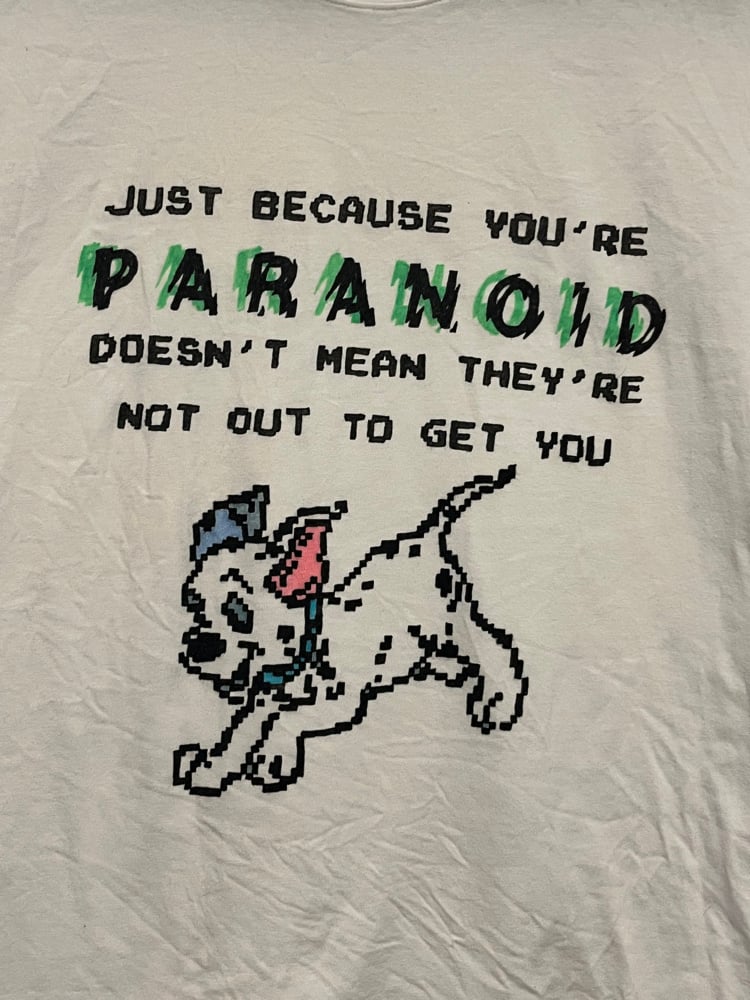 JUST BECAUSE YOU'RE
PARANOID
DOESN'T MEAN THEY'RE
NOT OUT TO GET YOU